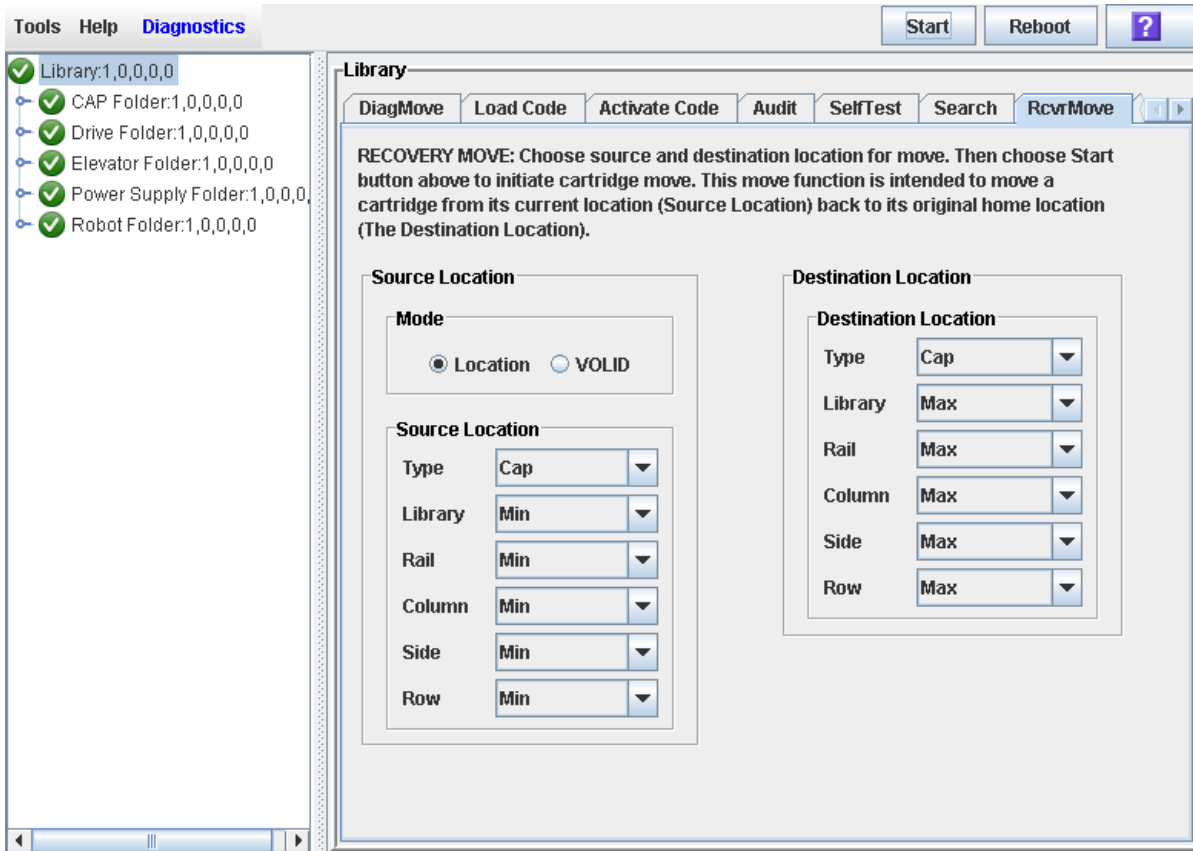 Tools Help Diagnostics
Start Reboot ?
Library:1,0,0,0,0
CAP Folder:1,0,0,0,0
Drive Folder:1,0,0,0,0
Elevator Folder:1,0,0,0,0
Power Supply Folder:1,0,0,0,
Robot Folder:1,0,0,0,0
Library
DiagMove Load Code Activate Code Audit SelfTest Search RcvrMove
RECOVERY MOVE: Choose source and destination location for move. Then choose Start
button above to initiate cartridge move. This move function is intended to move a
cartridge from its current location (Source Location) back to its original home location
(The Destination Location).
Source Location
Mode
Location VOLID
Source Location
Type Cap
Library Min
Rail Min
Column Min
Side Min
Row Min
Destination Location
Destination Location
Type Cap
Library Max
Rail Max
Column Max
Side Max
Row Max